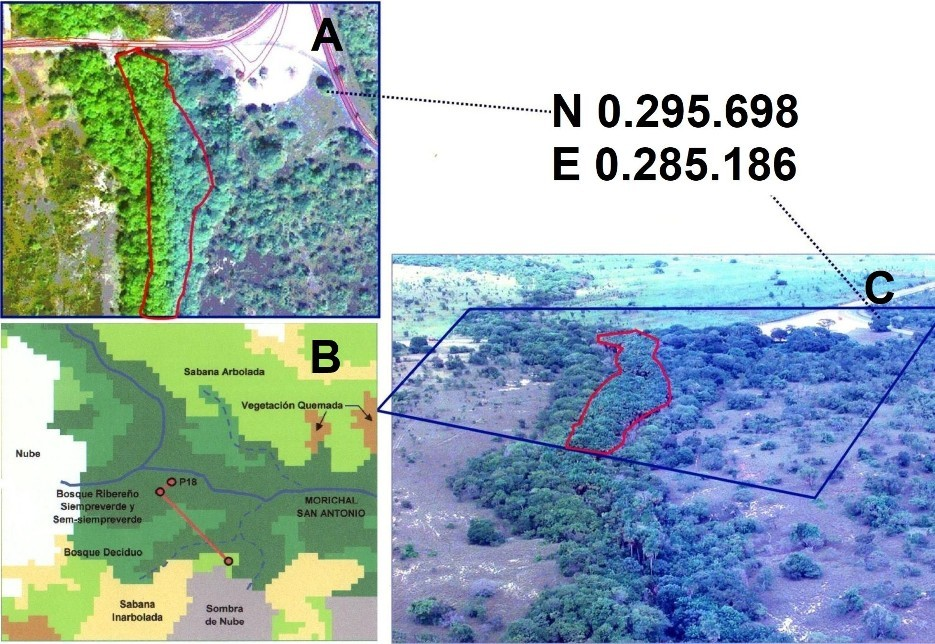 A
N 0.295.698
E 0.285.186
C
B
Sabana Arbolada
Vegetación Quemada
Nube
P18
Bosque Ribereño
Siempreverde y
Sem-siempreverde
MORICHAL
SAN ANTONIO
Bosque Deciduo
Sabana
Inarbolada
Sombra
de Nube